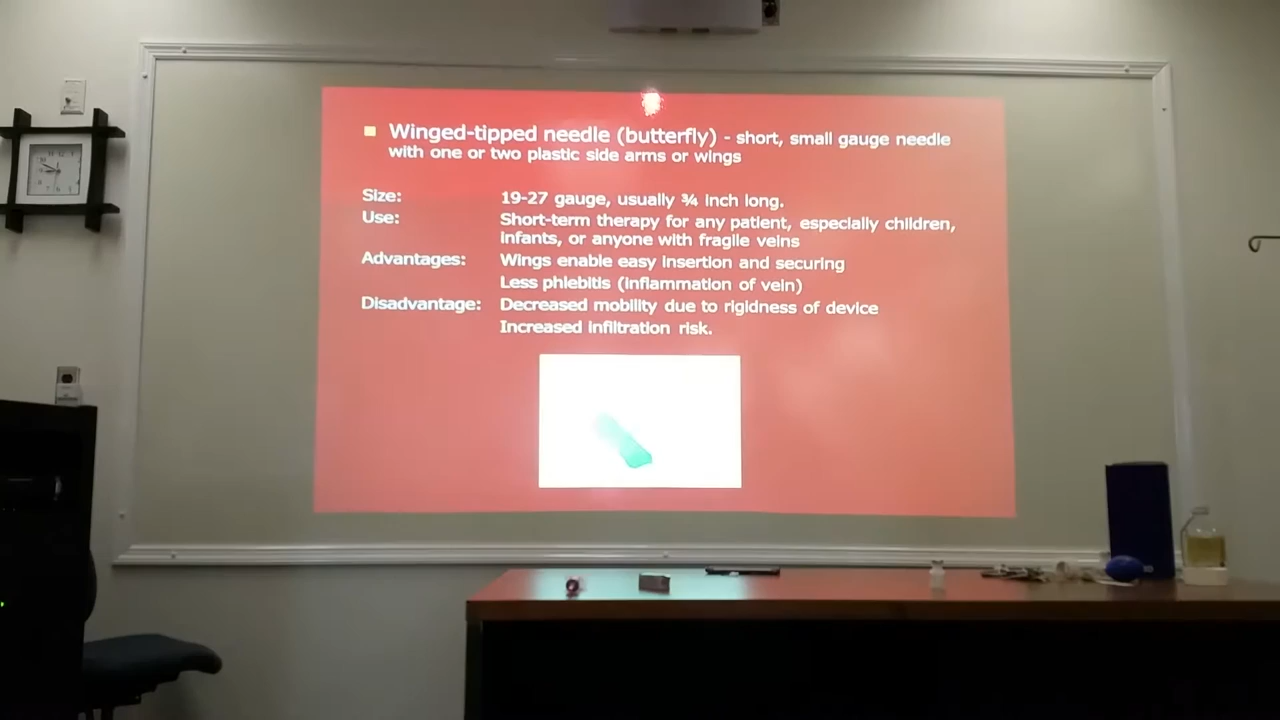 Winged-tipped needle (butterfly) - short, small gauge needle
with one or two plastic side arms or wings
Size: 19-27 gauge, usually ¾ inch long.
Use: Short-term therapy for any patient, especially children,
infants, or anyone with fragile veins
Advantages: Wings enable easy insertion and securing
Less phlebitis (inflammation of vein)
Disadvantage: Decreased mobility due to rigidness of device
Increased infiltration risk.